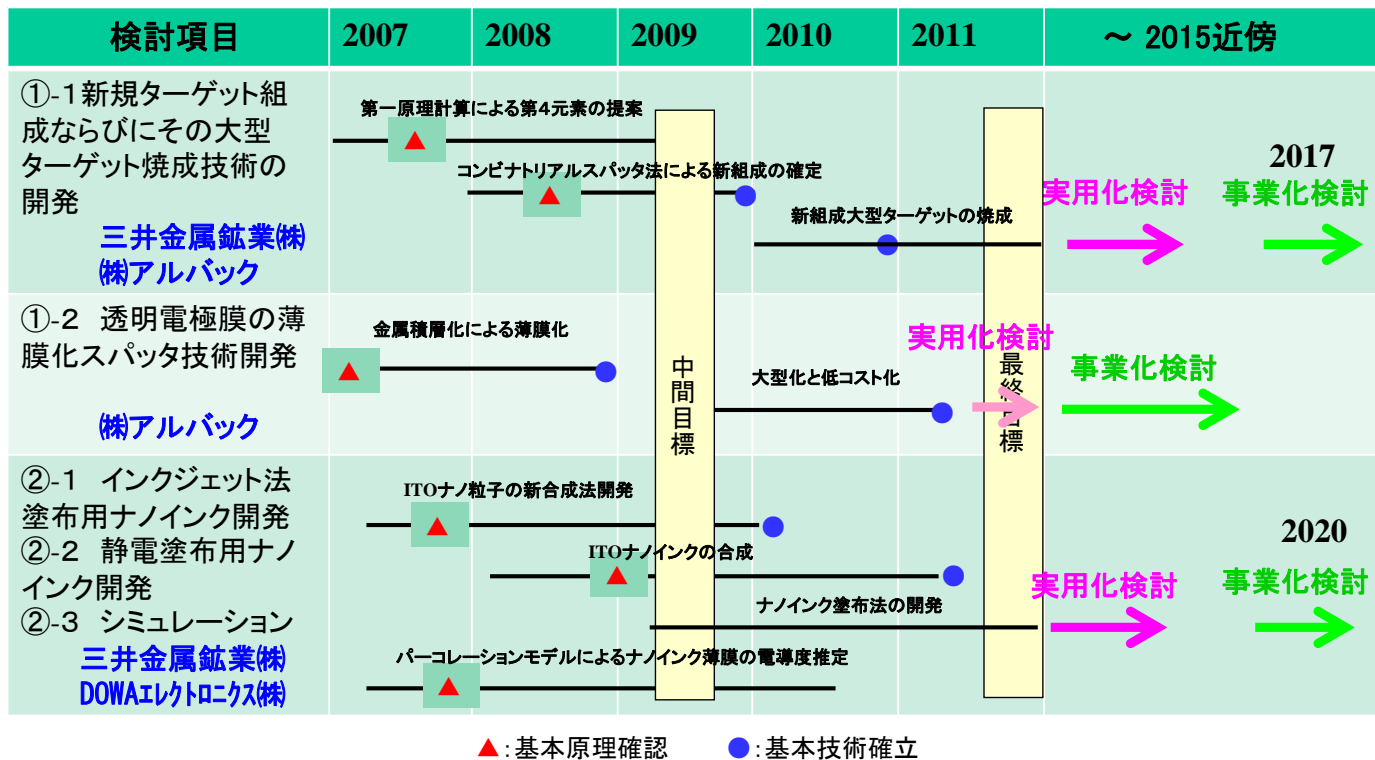 検討項目
2007
2008
2009
2010
2011
～ 2015近傍
①-1新規ターゲット組
成ならびにその大型
ターゲット焼成技術の
開発
三井金属鉱業㈱
㈱アルバック
第一原理計算による第４元素の提案
コンビナトリアルスパッタ法による新組成の確定
新組成大型ターゲットの焼成
実用化検討
2017
事業化検討
①-2　透明電極膜の薄
膜化スパッタ技術開発
㈱アルバック
金属積層化による薄膜化
大型化と低コスト化
実用化検討
事業化検討
中間目標
最終目標
②-1　インクジェット法
塗布用ナノインク開発
②-2　静電塗布用ナノ
インク開発
②-3　シミュレーション
三井金属鉱業㈱
DOWAエレクトロニクス㈱
ITOナノ粒子の新合成法開発
ITOナノインクの合成
ナノインク塗布法の開発
パーコレーションモデルによるナノインク薄膜の電導度推定
実用化検討
2020
事業化検討
▲:基本原理確認
●:基本技術確立